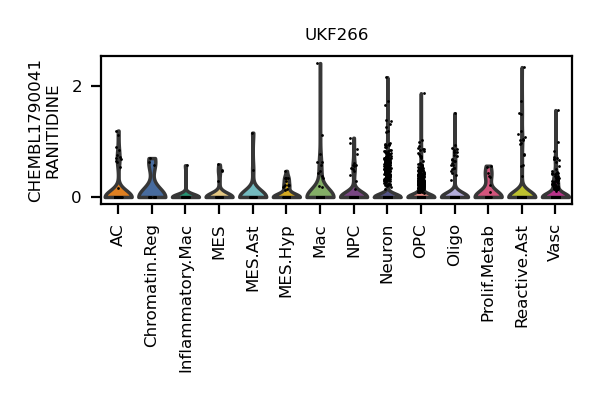 UKF266
CHEMBL1790041
RANITIDINE
2
0
AC
Chromatin.Reg
Inflammatory.Mac
MES
MES.Ast
MES.Hyp
Mac
NPC
Neuron
OPC
Oligo
Prolif.Metab
Reactive.Ast
Vasc